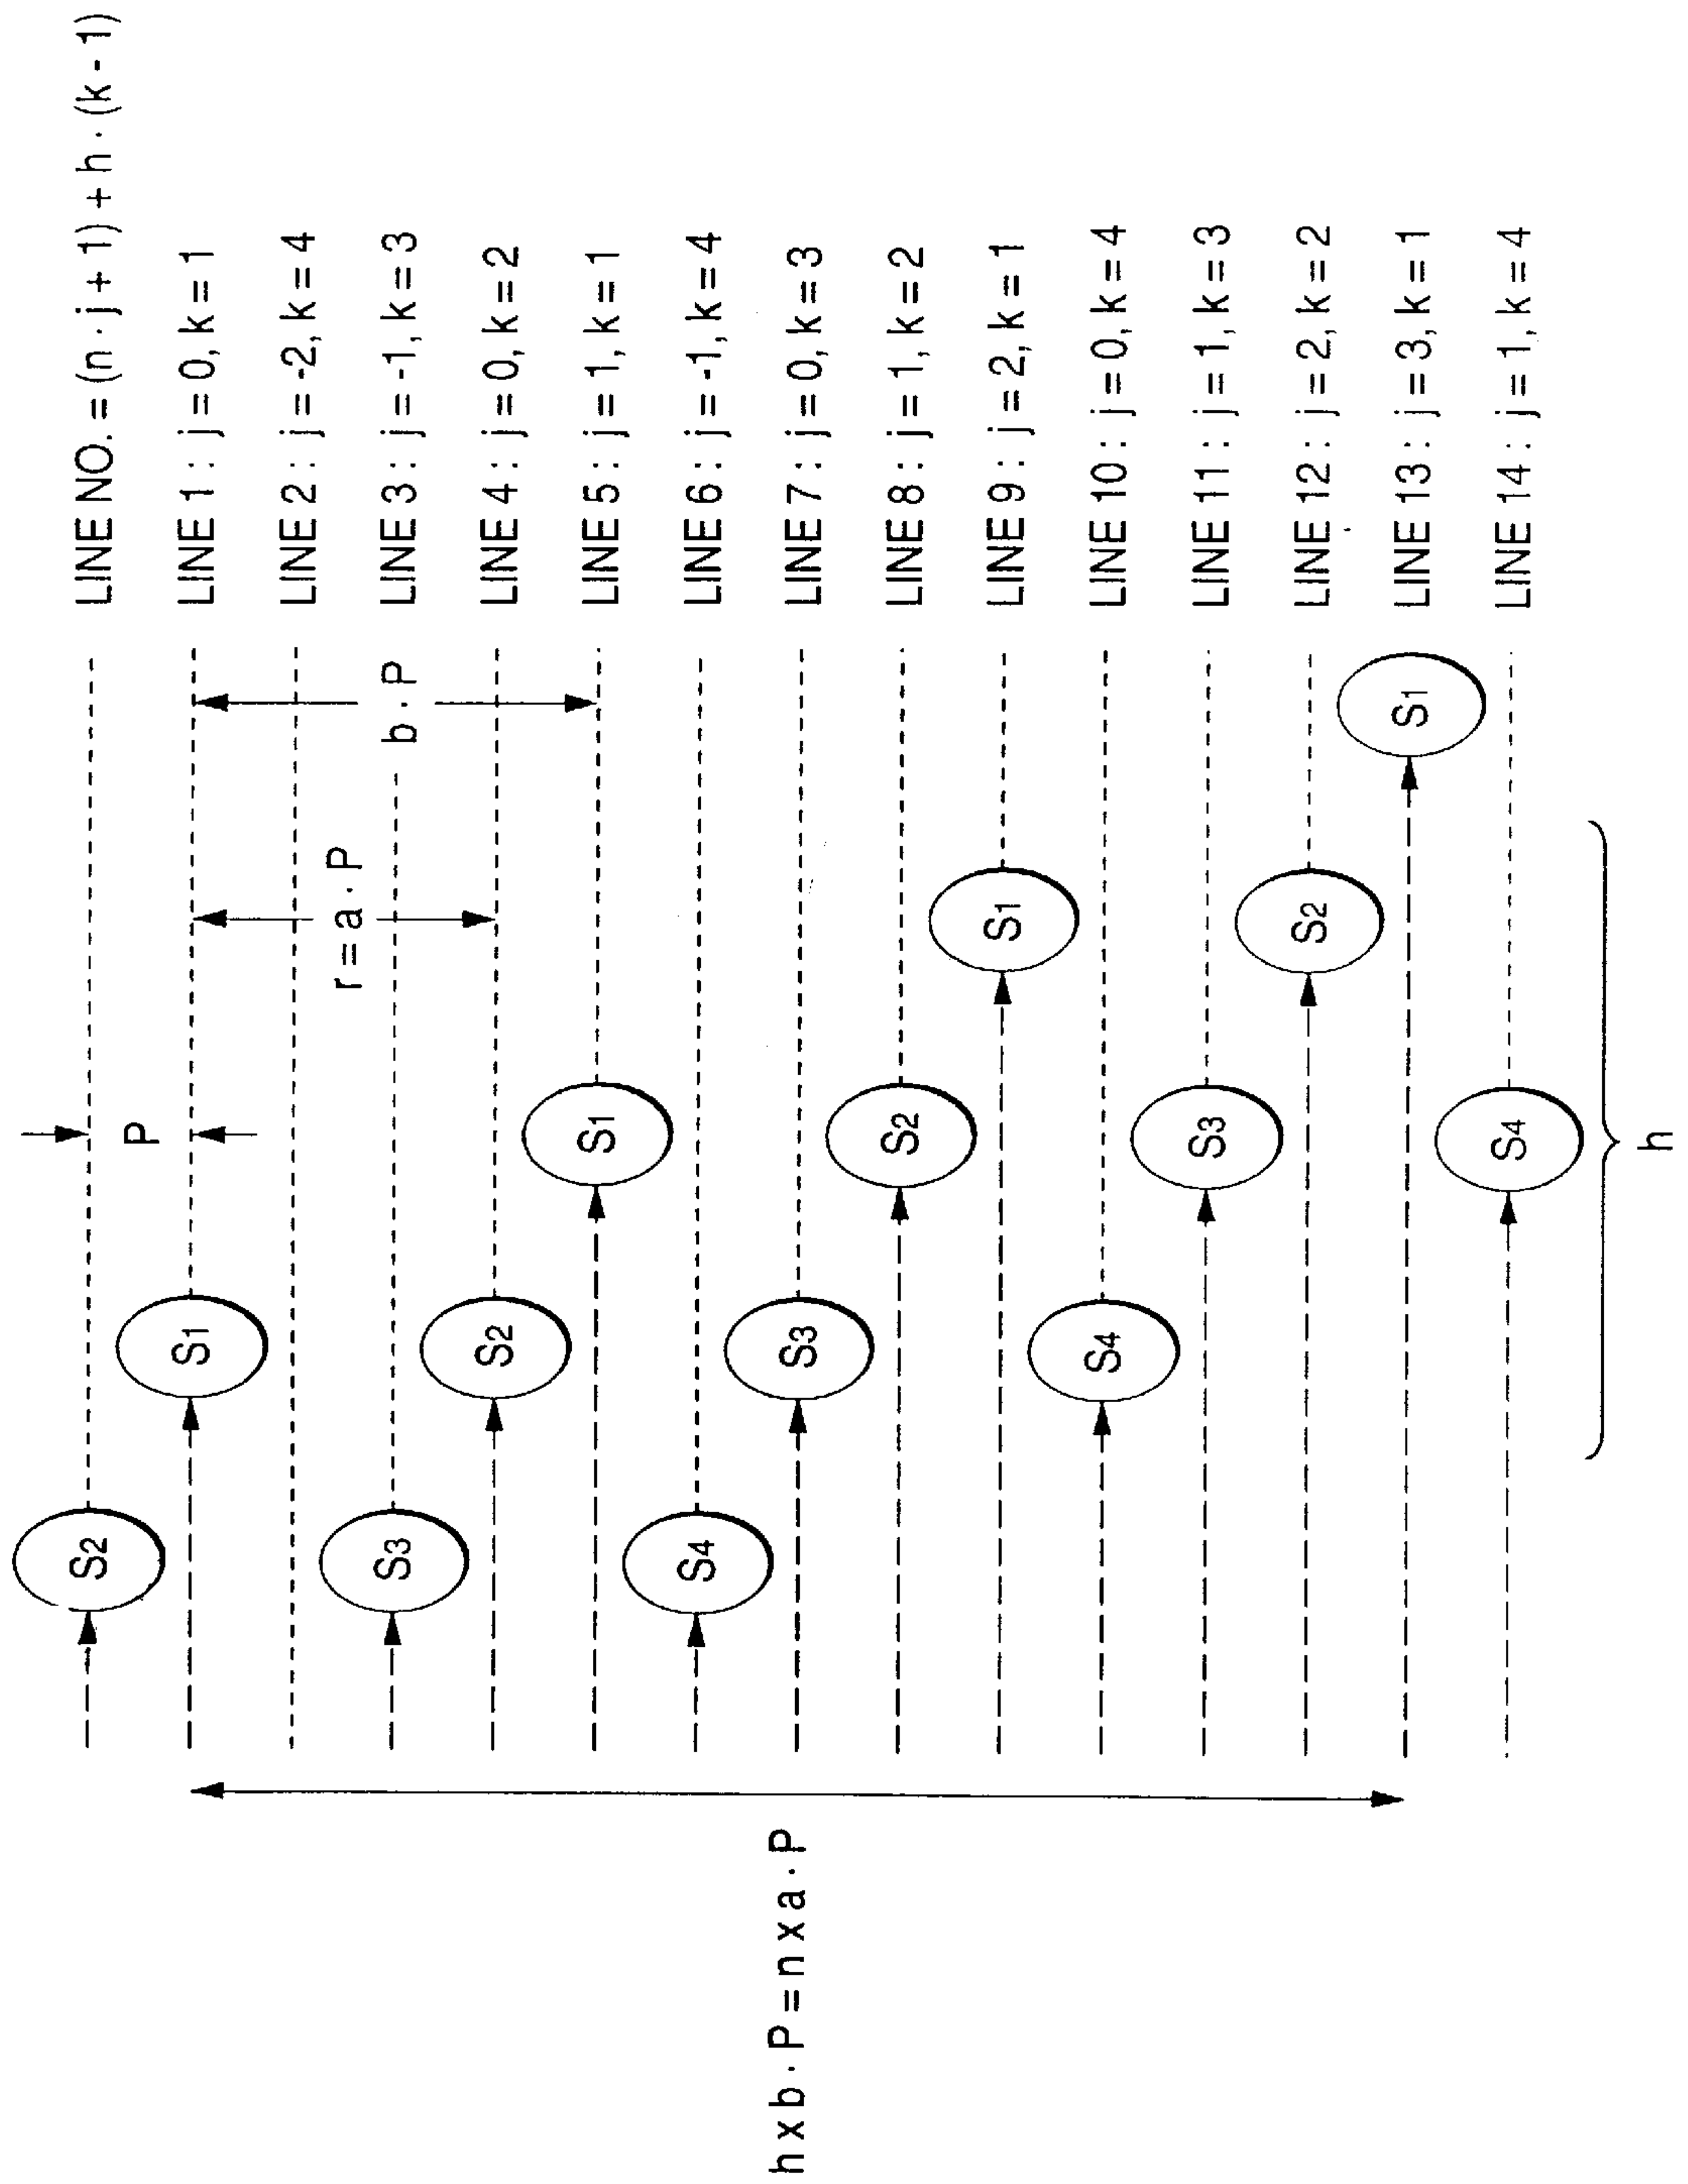 LINE NO. = (n · j + 1) + h · (k - 1)
LINE 1 : j = 0, k = 1
LINE 2 : j = -2, k = 4
LINE 3 : j = -1, k = 3
LINE 4 : j = 0, k = 2
LINE 5 : j = 1, k = 1
LINE 6 : j = -1, k = 4
LINE 7 : j = 0, k = 3
LINE 8 : j = 1, k = 2
LINE 9 : j = 2, k = 1
LINE 10 : j = 0, k = 4
LINE 11 : j = 1, k = 3
LINE 12 : j = 2, k = 2
LINE 13 : j = 3, k = 1
LINE 14 : j = 1, k = 4
b · P
r = a · P
P
S1
S1
S2
S1
S2
S3
S4
S1
S2
S3
S4
S2
S3
S4
h
h x b · P = n x a · P